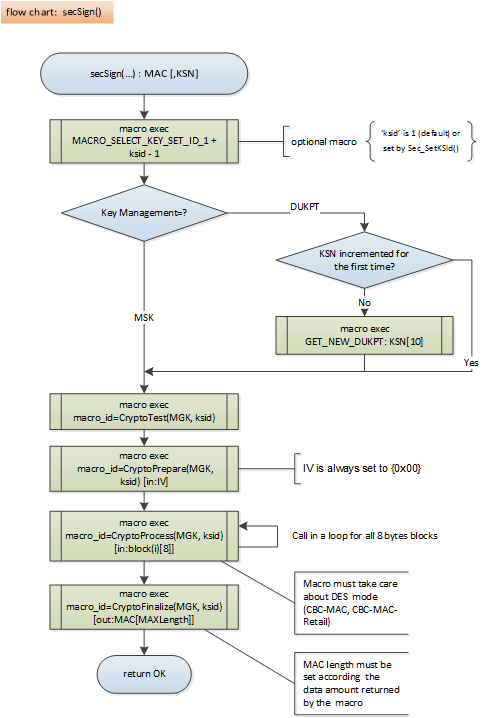 flow chart: secSign()
secSign(...) : MAC [,KSN]
macro exec
MACRO_SELECT_KEY_SET_ID_1 +
ksid - 1
optional macro
'ksid' is 1 (default) or
set by Sec_SetKSId()
Key Management=?
DUKPT
KSN incremented for
the first time?
No
MSK
macro exec
GET_NEW_DUKPT: KSN[10]
Yes
macro exec
macro_id=CryptoTest(MGK, ksid)
macro exec
macro_id=CryptoPrepare(MGK,
ksid) [in:IV]
IV is always set to {0x00}
macro exec
macro_id=CryptoProcess(MGK, ksid)
[in:block(i)[8]]
Call in a loop for all 8 bytes blocks
Macro must take care
about DES mode
(CBC-MAC, CBC-MAC-
Retail)
macro exec
macro_id=CryptoFinalize(MGK, ksid)
[out:MAC[MAXLength]]
MAC length must be
set according the
data amount returned
by the macro
return OK